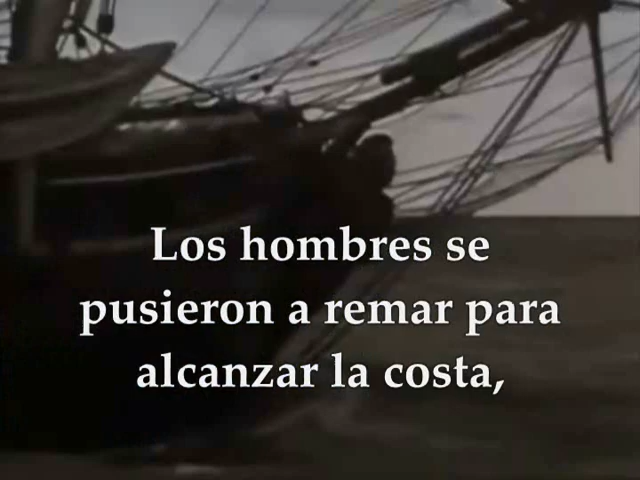 Los hombres se
pusieron a remar para
alcanzar la costa,